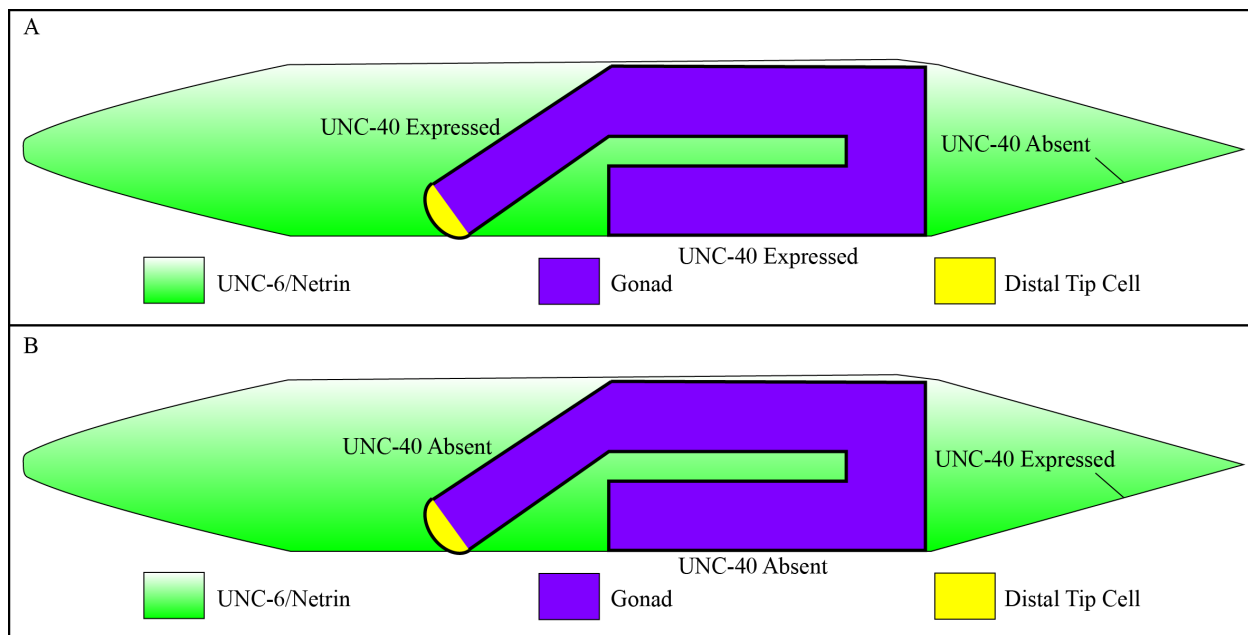 A
UNC-40 Expressed
UNC-40 Absent
UNC-40 Expressed
UNC-6/Netrin
Gonad
Distal Tip Cell
B
UNC-40 Absent
UNC-40 Expressed
UNC-40 Absent
UNC-6/Netrin
Gonad
Distal Tip Cell